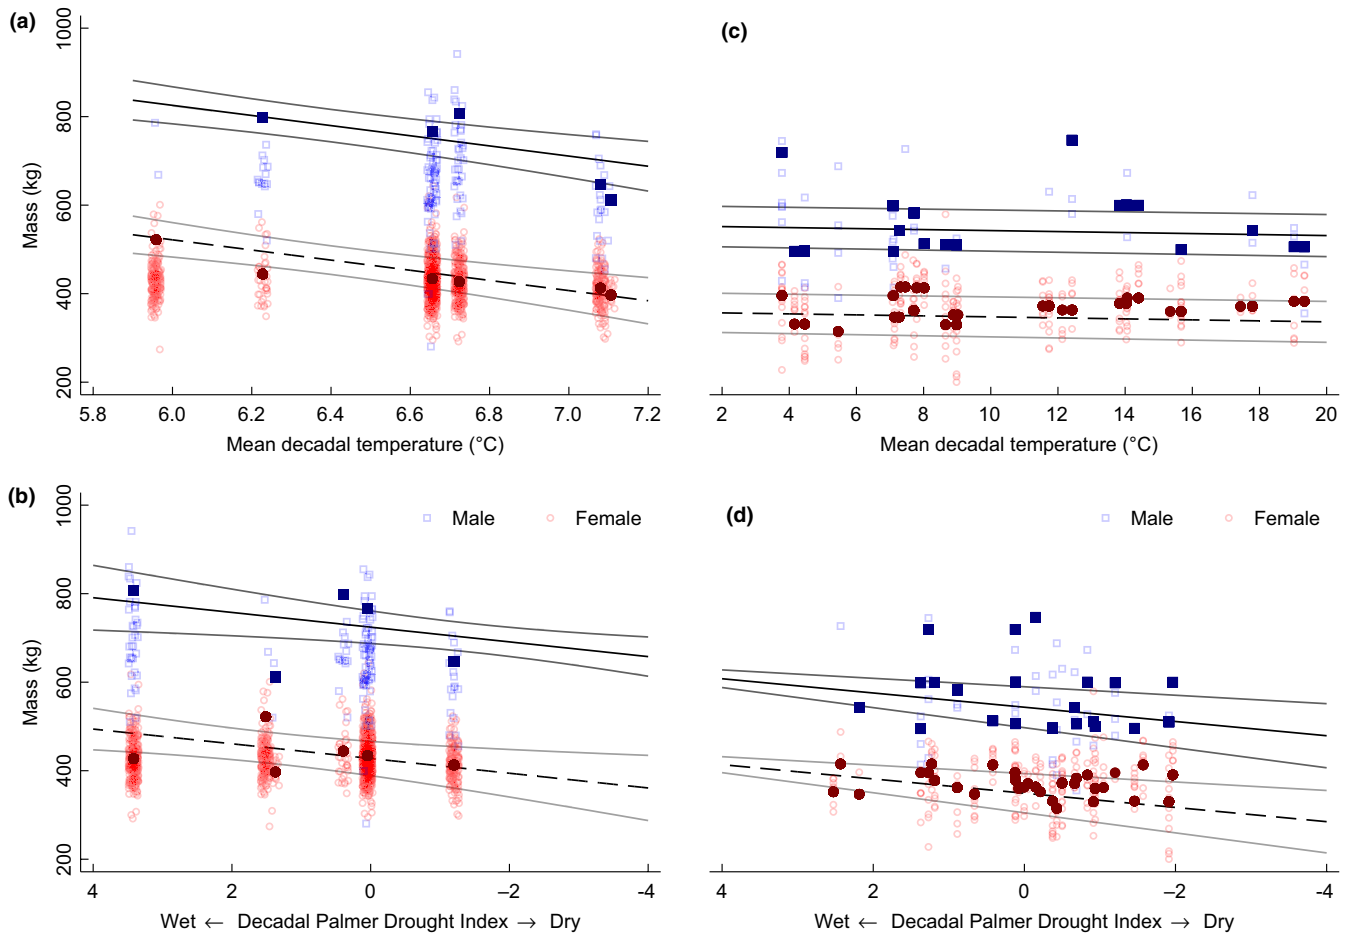 (a)
1000
800
600
400
200
Mass (kg)
5.8 6.0 6.2 6.4 6.6 6.8 7.0 7.2
Mean decadal temperature (°C)
(c)
2 4 6 8 10 12 14 16 18 20
Mean decadal temperature (°C)
(b)
1000
800
600
400
200
Mass (kg)
Male Female
4 2 0 −2 -4
Wet ← Decadal Palmer Drought Index → Dry
(d)
Male Female
4 2 0 −2 -4
Wet ← Decadal Palmer Drought Index → Dry